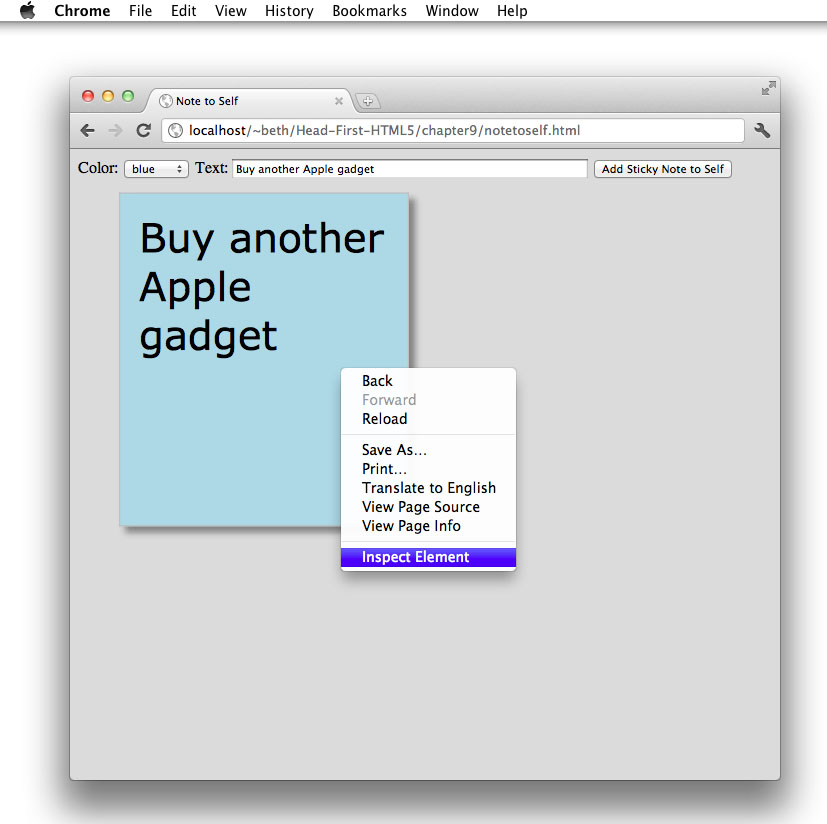 Chrome File Edit View History Bookmarks Window Help
Note to Self
localhost/~beth/Head-First-HTML5/chapter9/notetoself.html
Color: blue Text: Buy another Apple gadget Add Sticky Note to Self
Buy another
Apple
gadget
Back
Forward
Reload
Save As...
Print...
Translate to English
View Page Source
View Page Info
Inspect Element